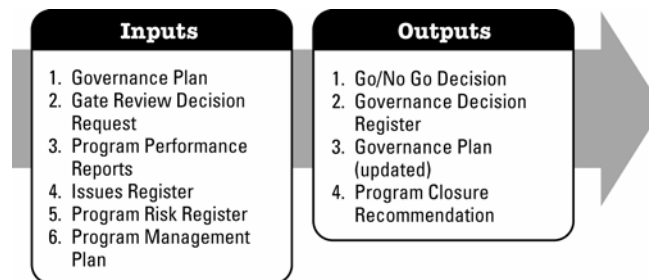 Inputs
1. Governance Plan
2. Gate Review Decision
Request
3. Program Performance
Reports
4. Issues Register
5. Program Risk Register
6. Program Management
Plan
Outputs
1. Go/No Go Decision
2. Governance Decision
Register
3. Governance Plan
(updated)
4. Program Closure
Recommendation